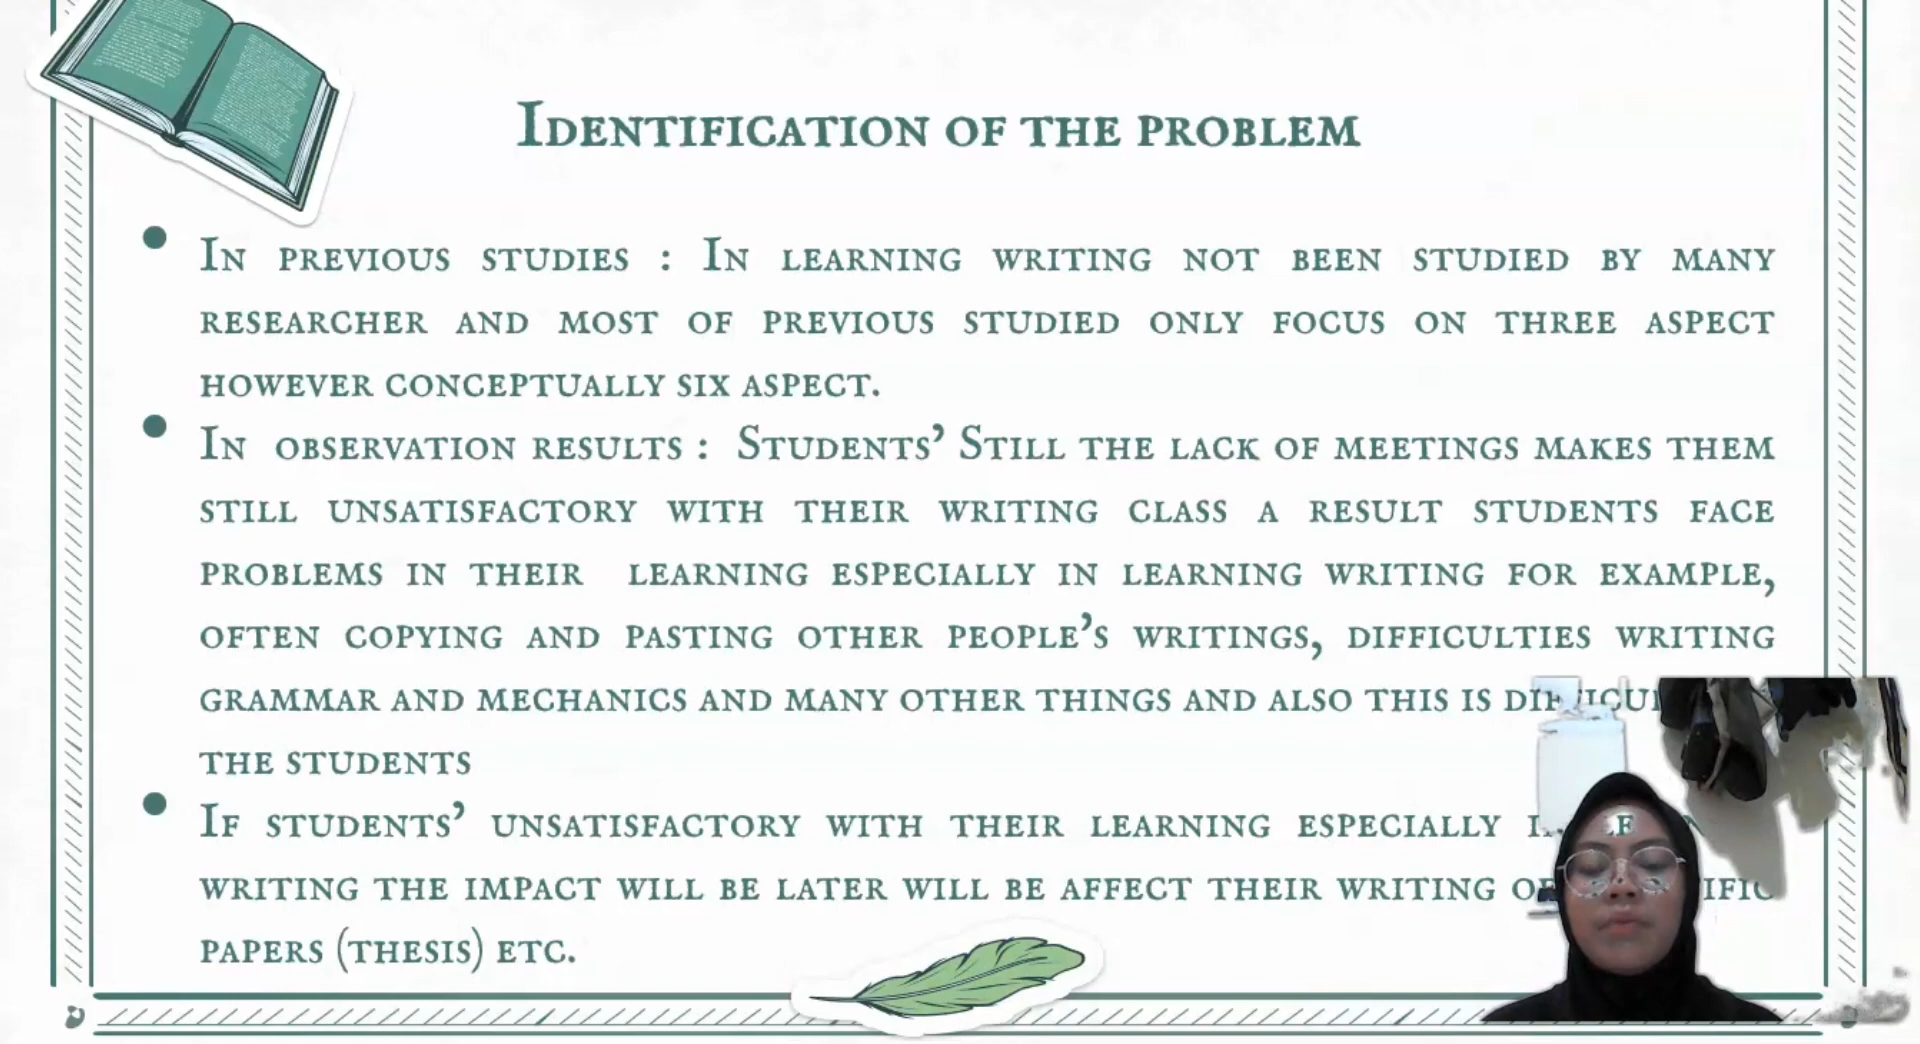 Identification of the problem
In previous studies : In learning writing not been studied by many
researcher and most of previous studied only focus on three aspect
however conceptually six aspect.
In observation results : Students' Still the lack of meetings makes them
still unsatisfactory with their writing class a result students face
problems in their learning especially in learning writing for example,
often copying and pasting other people's writings, difficulties writing
grammar and mechanics and many other things and also this is
the students
If students' unsatisfactory with their learning especially
writing the impact will be later will be affect their writing
papers (thesis) etc.